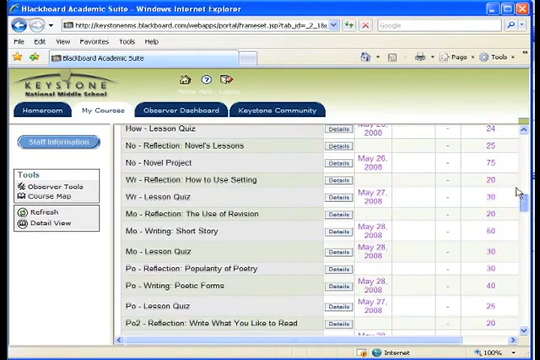 Blackboard Academic Suite - Windows Internet Explorer
http://keystonenms.blackboard.com/webapps/portal/frameset.jsp?tab_id=_2_1&
Google
File Edit View Favorites Tools Help
Blackboard Academic Suite
Page Tools
KEYSTONE
National Middle School
Home Help Logout
Homeroom My Courses Observer Dashboard Keystone Community
Staff Information
Tools
Observer Tools
Course Map
Refresh
Detail View
How - Lesson Quiz Details 2008 - 24
No - Reflection: Novel's Lessons Details - 25
No - Novel Project Details May 26, 2008 - 75
Wr - Reflection: How to Use Setting Details - 20
Wr - Lesson Quiz Details May 27, 2008 - 30
Mo - Reflection: The Use of Revision Details - 20
Mo - Writing: Short Story Details May 28, 2008 - 60
Mo - Lesson Quiz Details May 28, 2008 - 30
Po - Reflection: Popularity of Poetry Details - 30
Po - Writing: Poetic Forms Details May 28, 2008 - 40
Po - Lesson Quiz Details May 27, 2008 - 25
Po2 - Reflection: Write What You Like to Read Details - 20
Internet 100%